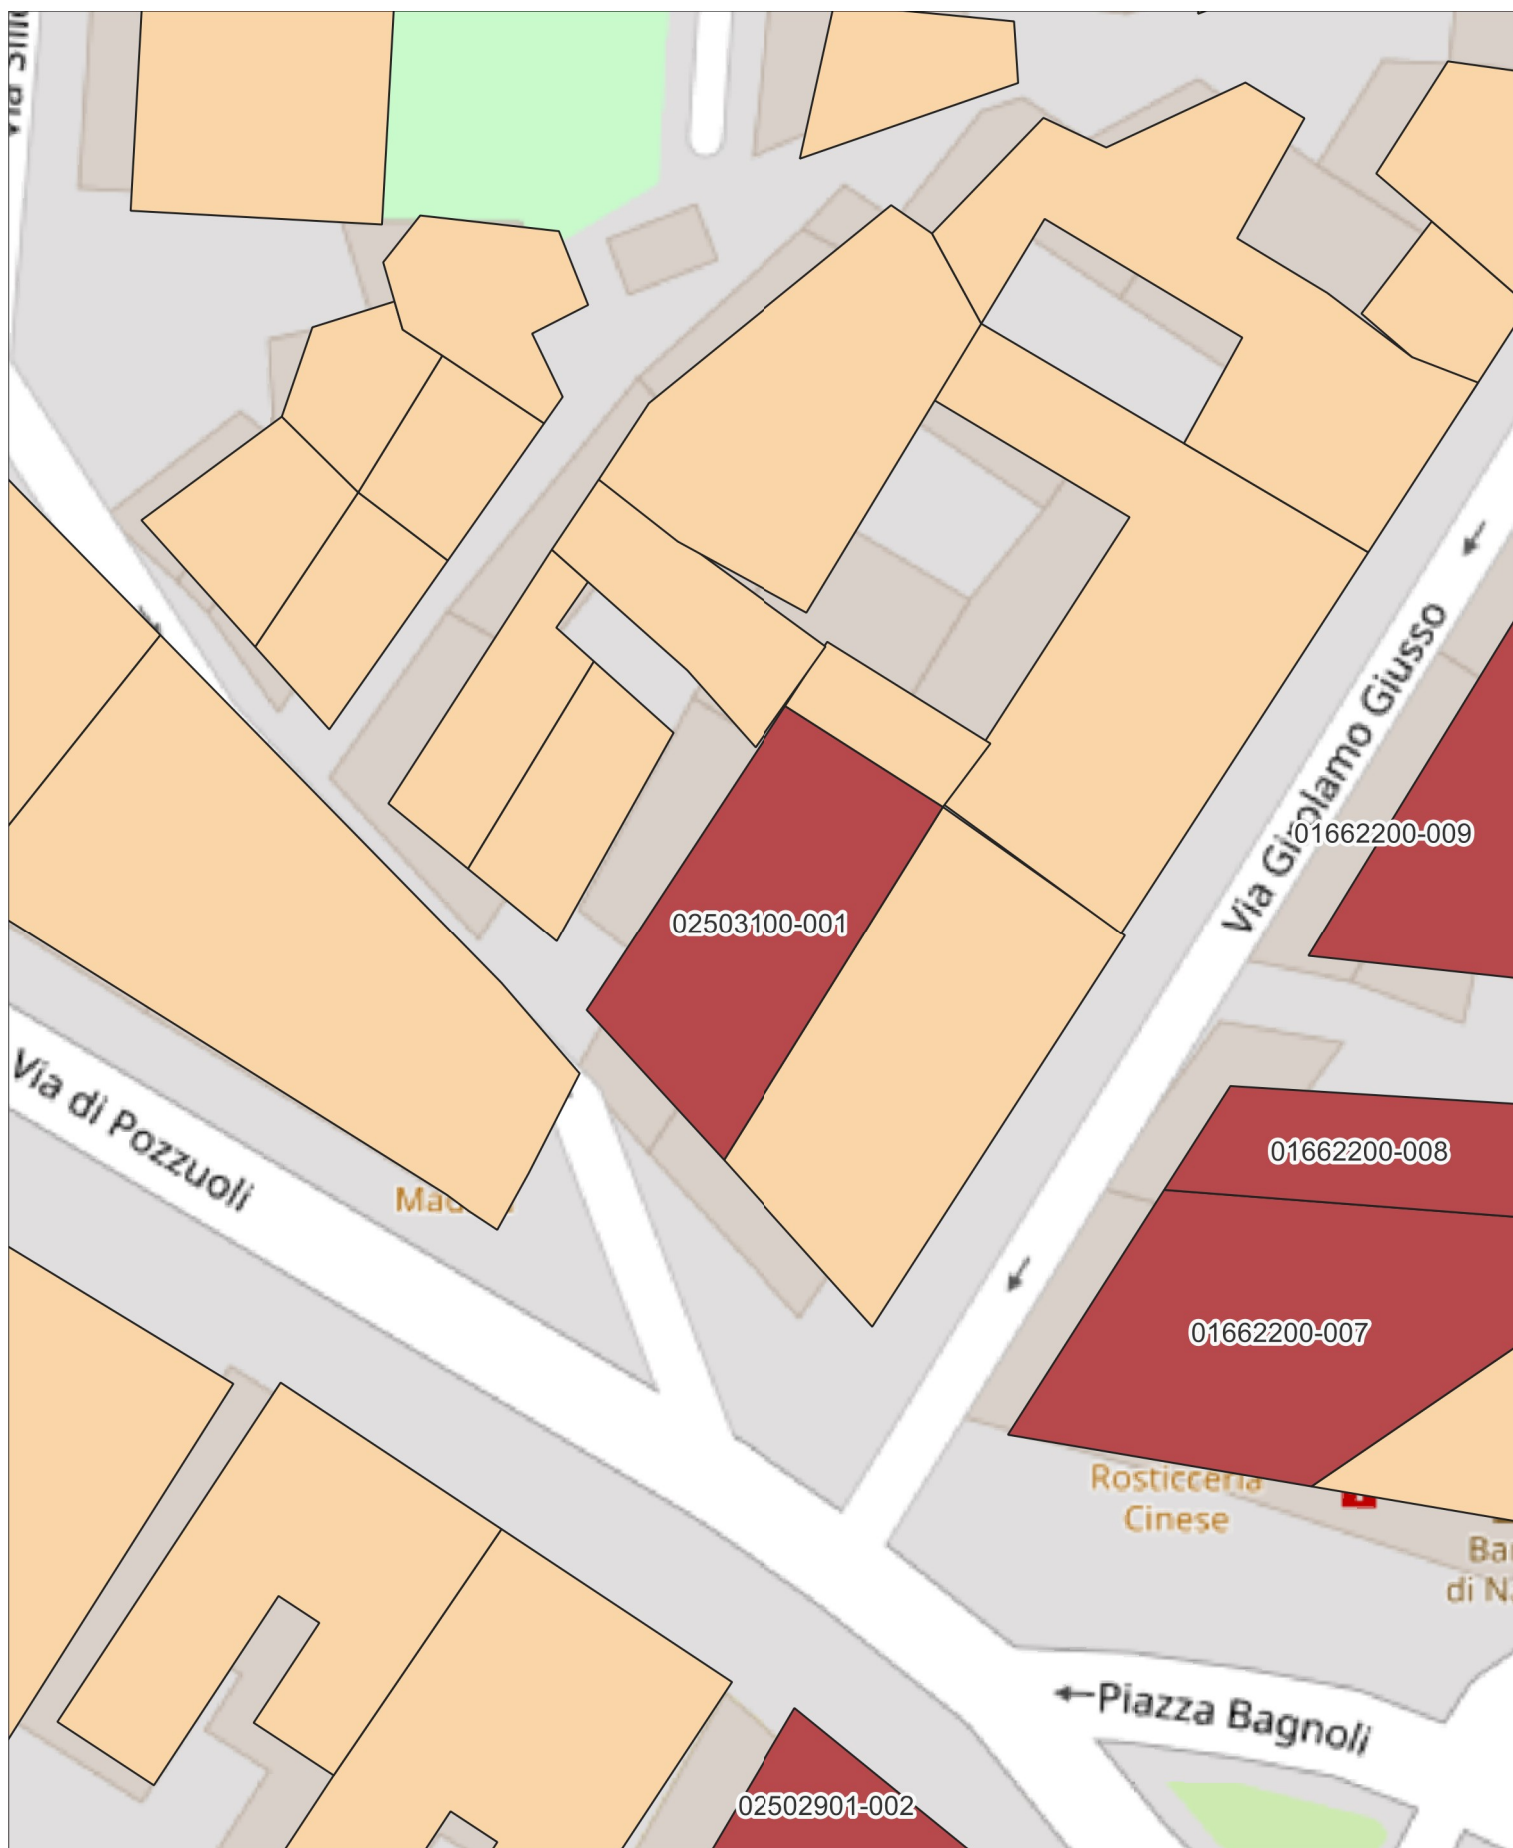 01662200-009
Via Girolamo Giusso
02503100-001
Via di Pozzuoli
01662200-008
01662200-007
Rosticceria
Cinese
di
Piazza Bagnoli
02502901-002